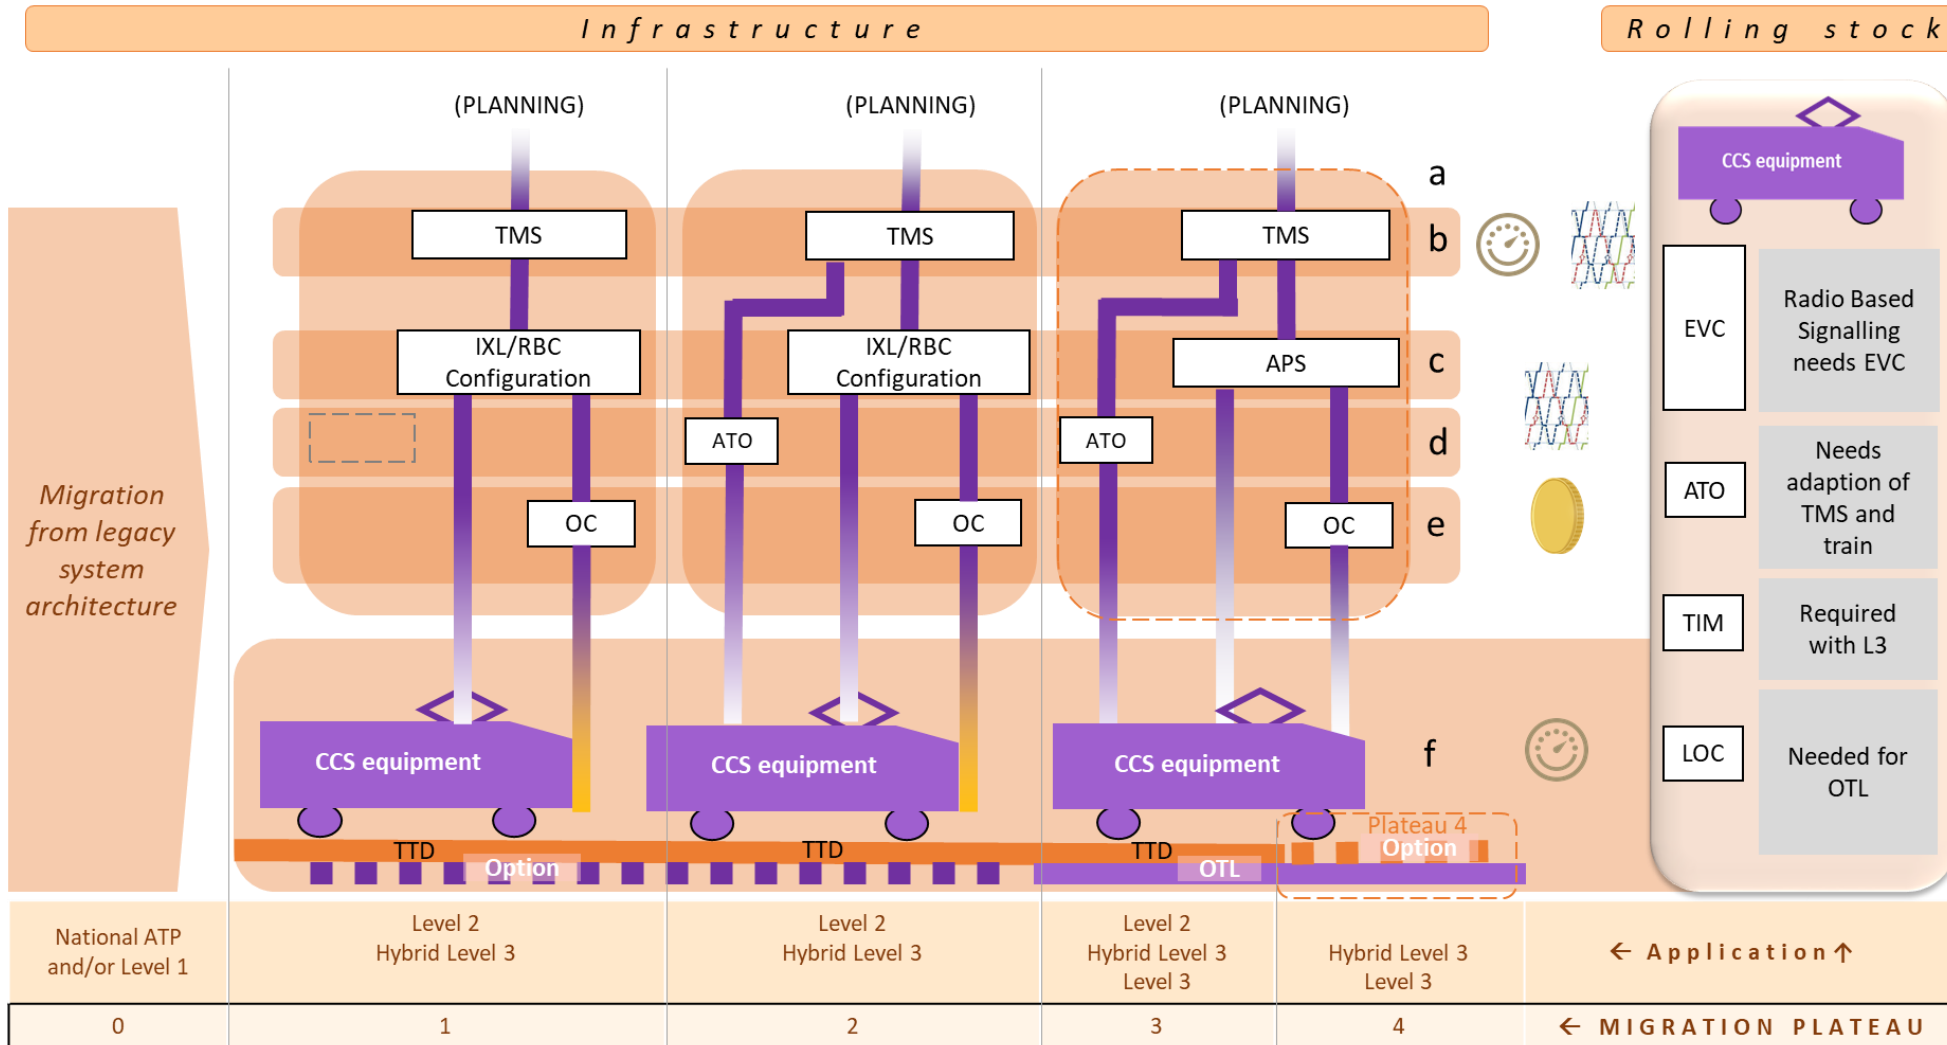 Infrastructure
Rolling stock
(PLANNING)
(PLANNING)
(PLANNING)
a
TMS
TMS
TMS
b
IXL/RBC
Configuration
IXL/RBC
Configuration
APS
c
ATO
ATO
d
OC
OC
OC
e
Migration
from legacy
system
architecture
CCS equipment
CCS equipment
CCS equipment
f
TTD
TTD
TTD
Option
OTL
Plateau 4
Option
CCS equipment
EVC
Radio Based
Signalling
needs EVC
ATO
Needs
adaption of
TMS and
train
TIM
Required
with L3
LOC
Needed for
OTL
National ATP
and/or Level 1
Level 2
Hybrid Level 3
Level 2
Hybrid Level 3
Level 2
Hybrid Level 3
Level 3
Hybrid Level 3
Level 3
← Application↑
0
1
2
3
4
← MIGRATION PLATEAU